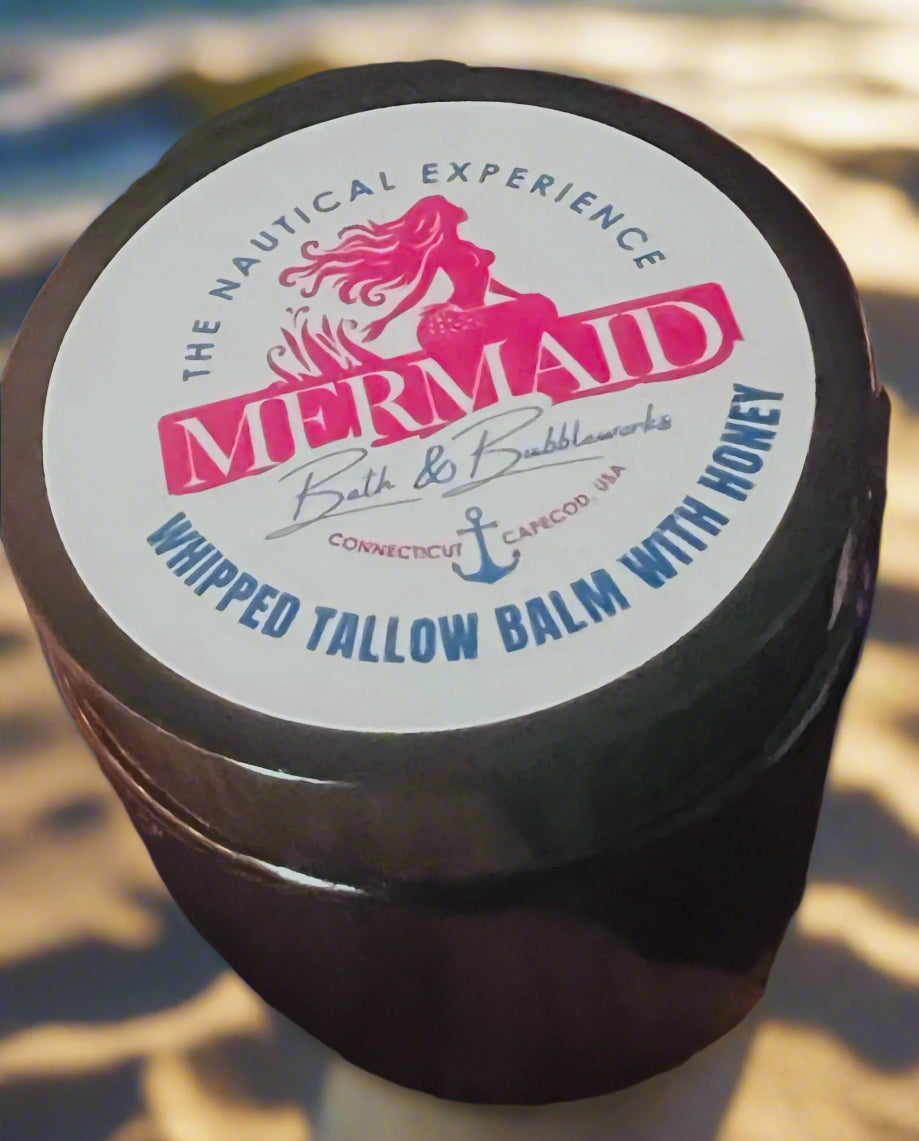 THE NAUTICAL EXPERIENCE
MERMAID
Bath & Bubbleworks
CONNECTICUT CAPECOD, USA
WHIPPED TALLOW BALM WITH HONEY